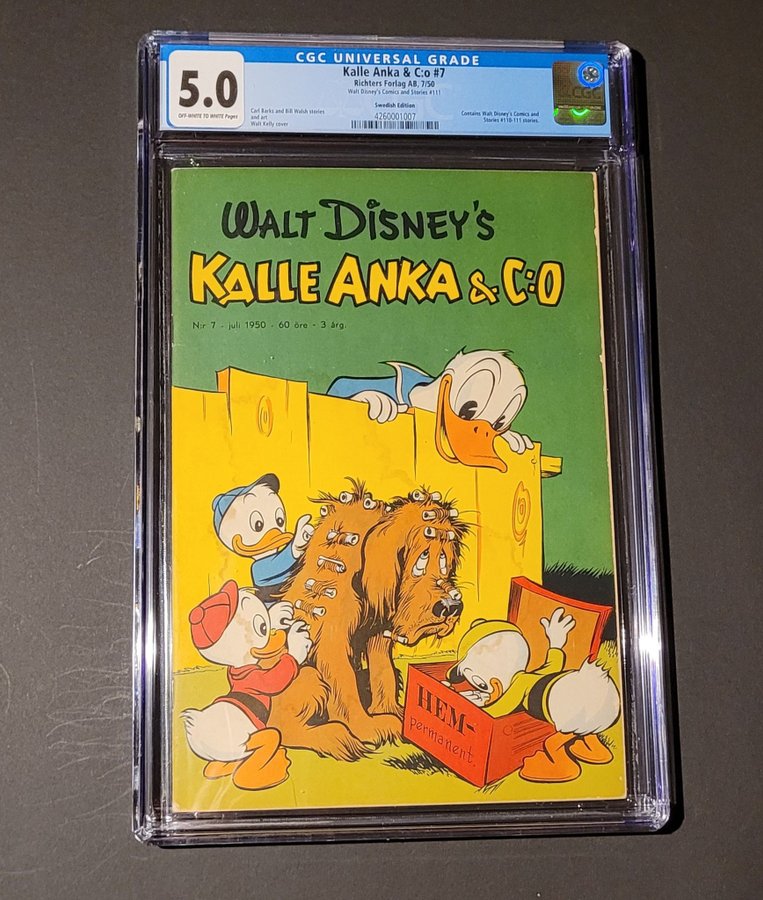 CGC UNIVERSAL GRADE
5.0
OFF-WHITE TO WHITE Pages
Kalle Anka & C:o #7
Richters Forlag AB, 7/50
Walt Disney's Comics and Stories #111
Swedish Edition
4260001007
Carl Barks and Bill Walsh stories
and art
Walt Kelly cover
Contains Walt Disney's Comics and
Stories #110-111 stories.
CGC
WALT DISNEY'S
KALLE ANKA & C:O
N:r 7 - juli 1950 - 60 öre - 3 årg.
HEM-
permanent.